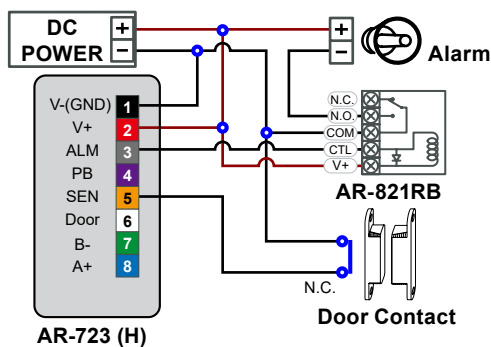 DC
POWER
+
−
+
−
Alarm
V-(GND) 1
V+ 2
ALM 3
PB 4
SEN 5
Door 6
B- 7
A+ 8
AR-723 (H)
N.C.
N.O.
COM
CTL
V+
AR-821RB
N.C.
Door Contact